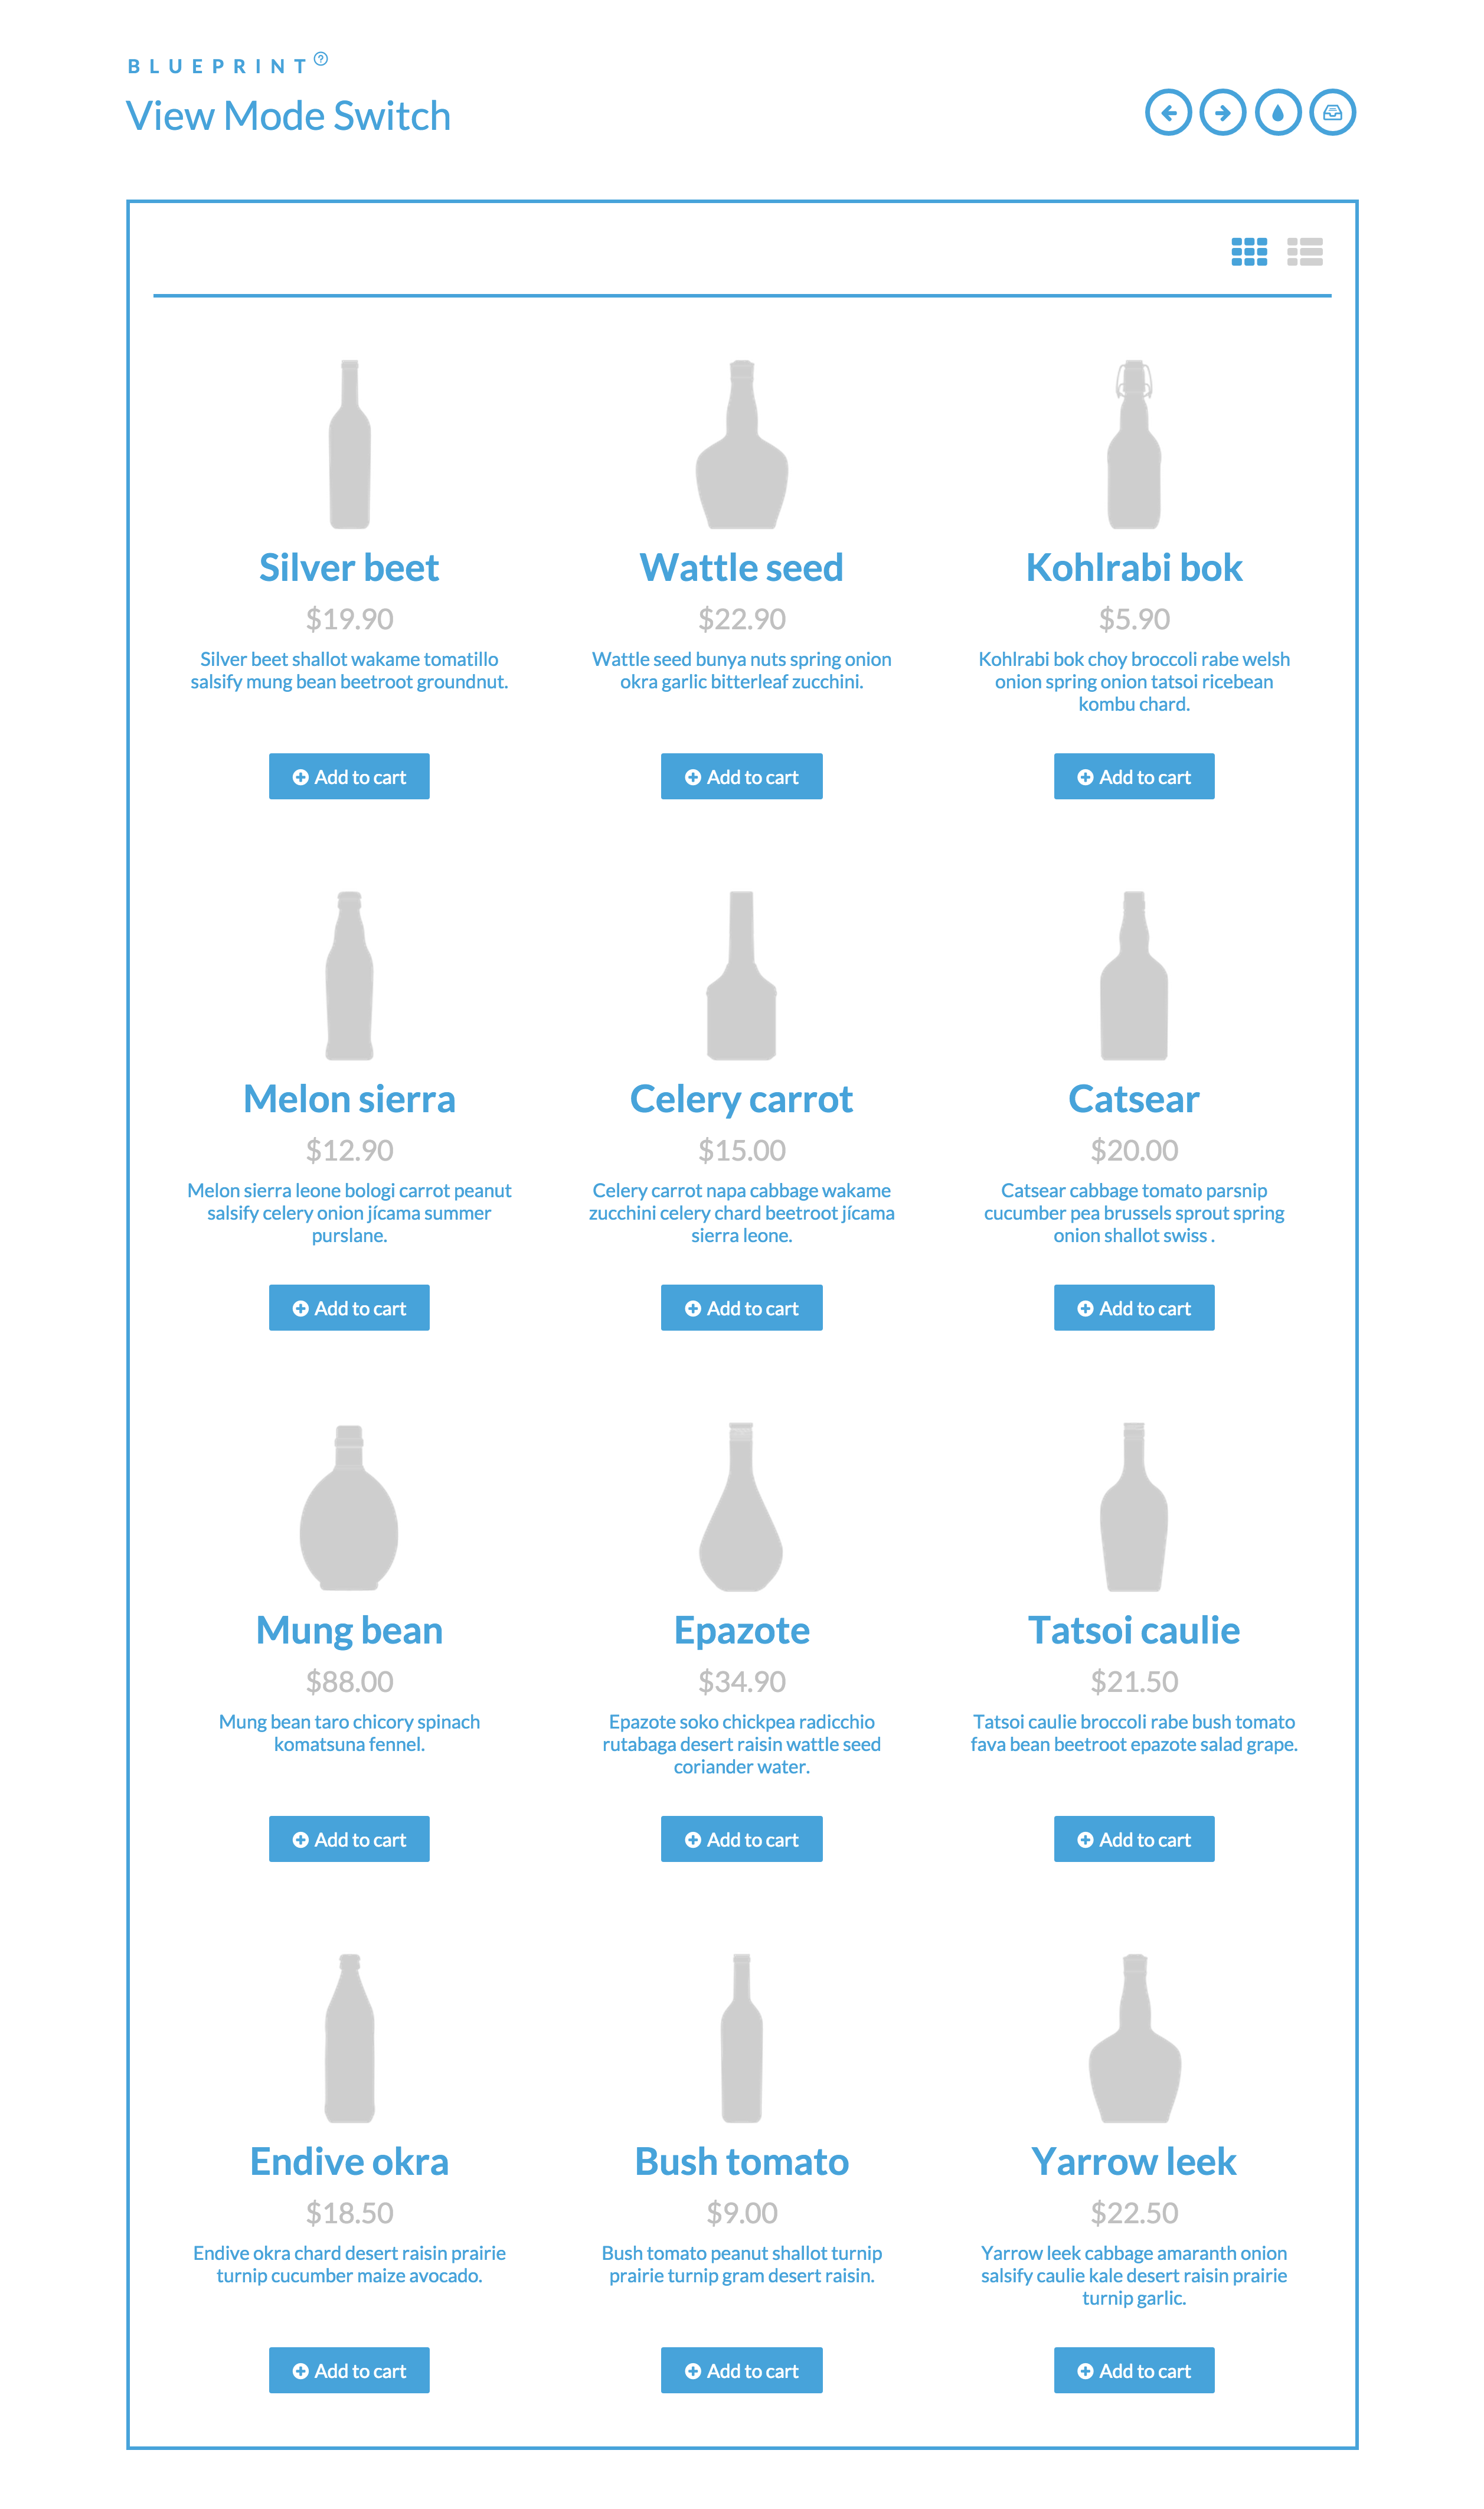 BLUEPRINT
View Mode Switch
Silver beet
$19.90
Silver beet shallot wakame tomatillo
salsify mung bean beetroot groundnut.
Add to cart
Wattle seed
$22.90
Wattle seed bunya nuts spring onion
okra garlic bitterleaf zucchini.
Add to cart
Kohlrabi bok
$5.90
Kohlrabi bok choy broccoli rabe welsh
onion spring onion tatsoi ricebean
kombu chard.
Add to cart
Melon sierra
$12.90
Melon sierra leone bologi carrot peanut
salsify celery onion jícama summer
purslane.
Add to cart
Celery carrot
$15.00
Celery carrot napa cabbage wakame
zucchini celery chard beetroot jícama
sierra leone.
Add to cart
Catsear
$20.00
Catsear cabbage tomato parsnip
cucumber pea brussels sprout spring
onion shallot swiss .
Add to cart
Mung bean
$88.00
Mung bean taro chicory spinach
komatsuna fennel.
Add to cart
Epazote
$34.90
Epazote soko chickpea radicchio
rutabaga desert raisin wattle seed
coriander water.
Add to cart
Tatsoi caulie
$21.50
Tatsoi caulie broccoli rabe bush tomato
fava bean beetroot epazote salad grape.
Add to cart
Endive okra
$18.50
Endive okra chard desert raisin prairie
turnip cucumber maize avocado.
Add to cart
Bush tomato
$9.00
Bush tomato peanut shallot turnip
prairie turnip gram desert raisin.
Add to cart
Yarrow leek
$22.50
Yarrow leek cabbage amaranth onion
salsify caulie kale desert raisin prairie
turnip garlic.
Add to cart